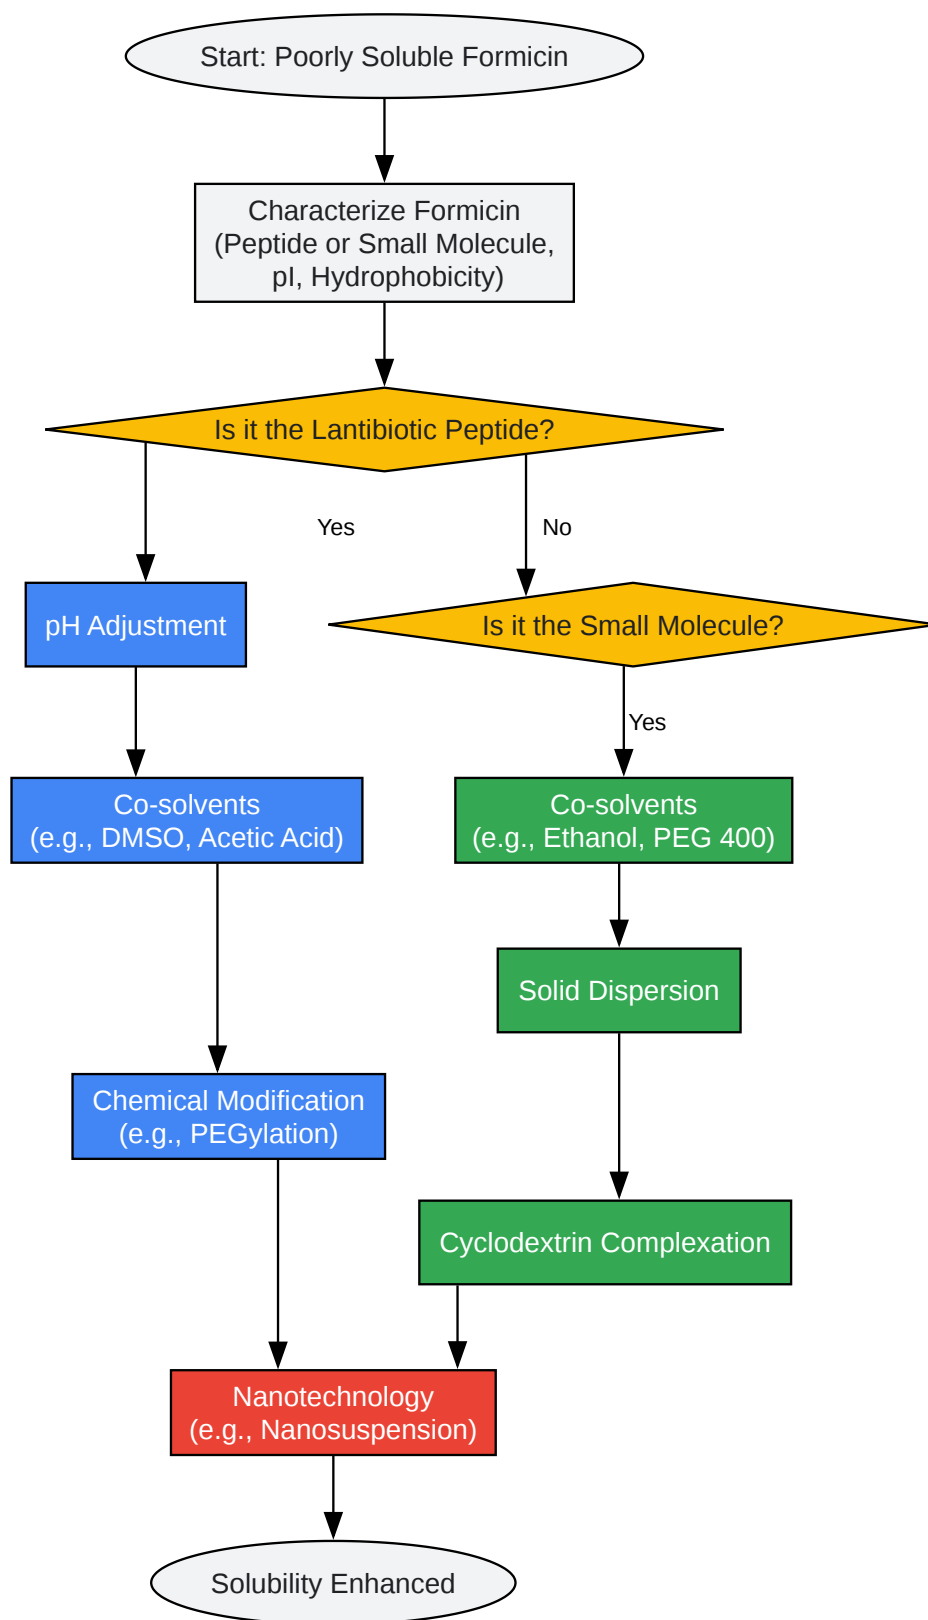 Start: Poorly Soluble Formicin
Characterize Formicin
(Peptide or Small Molecule,
pI, Hydrophobicity)
Is it the Lantibiotic Peptide?
Yes
No
pH Adjustment
Is it the Small Molecule?
Yes
Co-solvents
(e.g., DMSO, Acetic Acid)
Co-solvents
(e.g., Ethanol, PEG 400)
Solid Dispersion
Chemical Modification
(e.g., PEGylation)
Cyclodextrin Complexation
Nanotechnology
(e.g., Nanosuspension)
Solubility Enhanced